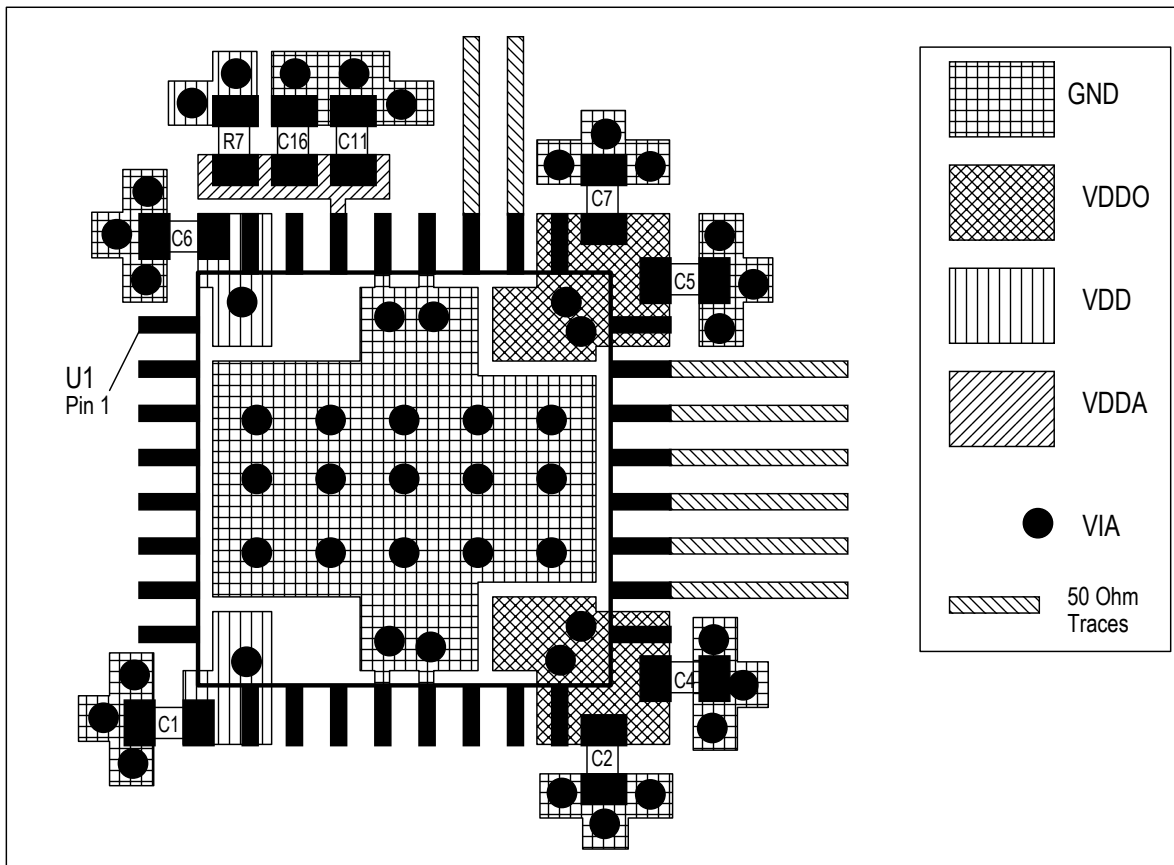 R7
C16
C11
C6
C7
C5
U1
Pin 1
C1
C4
C2
GND
VDDO
VDD
VDDA
VIA
50 Ohm
Traces